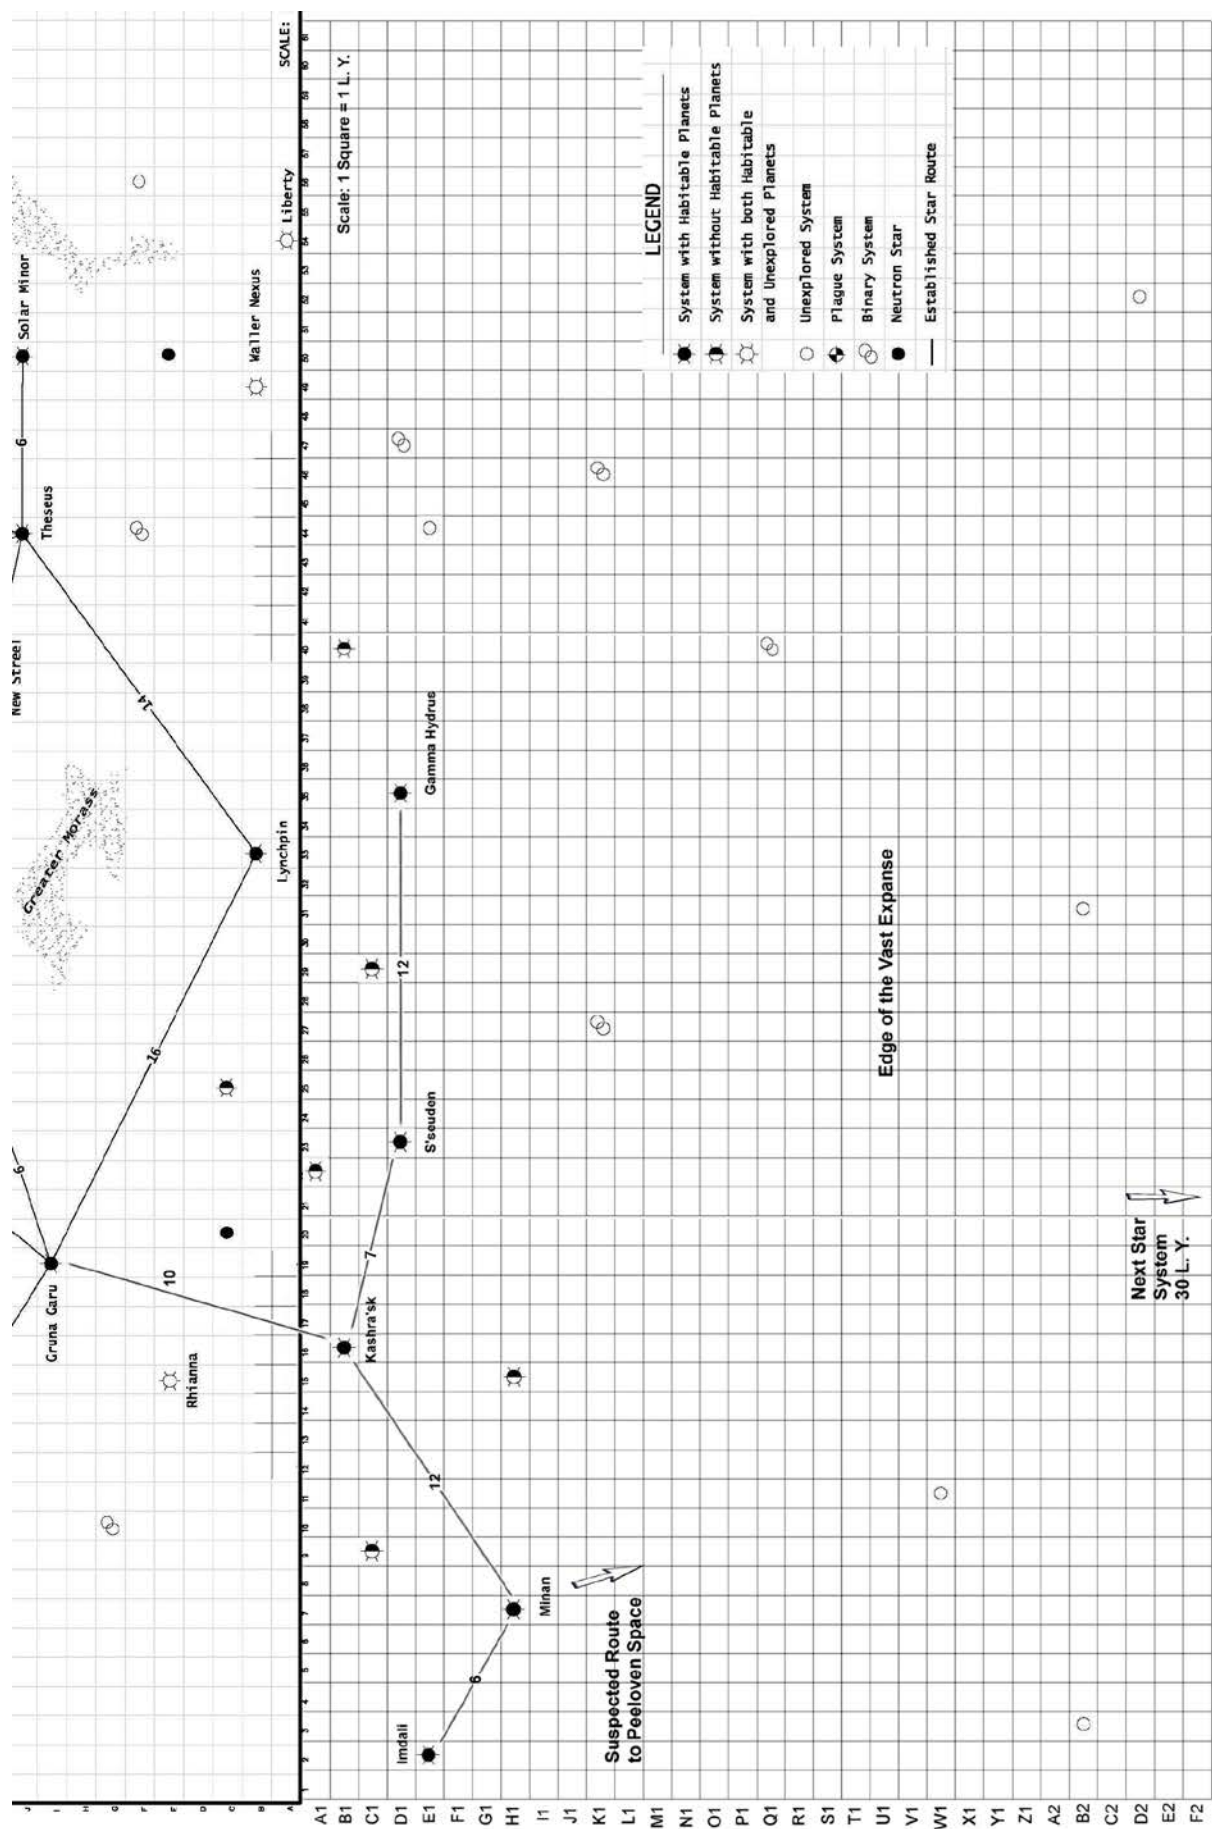 SCALE:
Scale: 1 Square = 1 L. Y.
Liberty
Solar Minor
Waller Nexus
6
Theseus
New Street
14
Greater Morass
Lynchpin
16
6
Gruna Garu
10
Rhianna
Gamma Hydrus
12
S'seuden
7
Kashra'sk
12
Minan
6
Imdali
Suspected Route
to Peeloven Space
Edge of the Vast Expanse
Next Star
System
30 L. Y.
LEGEND
System with Habitable Planets
System without Habitable Planets
System with both Habitable
and Unexplored Planets
Unexplored System
Plague System
Binary System
Neutron Star
Established Star Route
J
I
H
G
F
E
D
C
B
A
A1
B1
C1
D1
E1
F1
G1
H1
I1
J1
K1
L1
M1
N1
O1
P1
Q1
R1
S1
T1
U1
V1
W1
X1
Y1
Z1
A2
B2
C2
D2
E2
F2